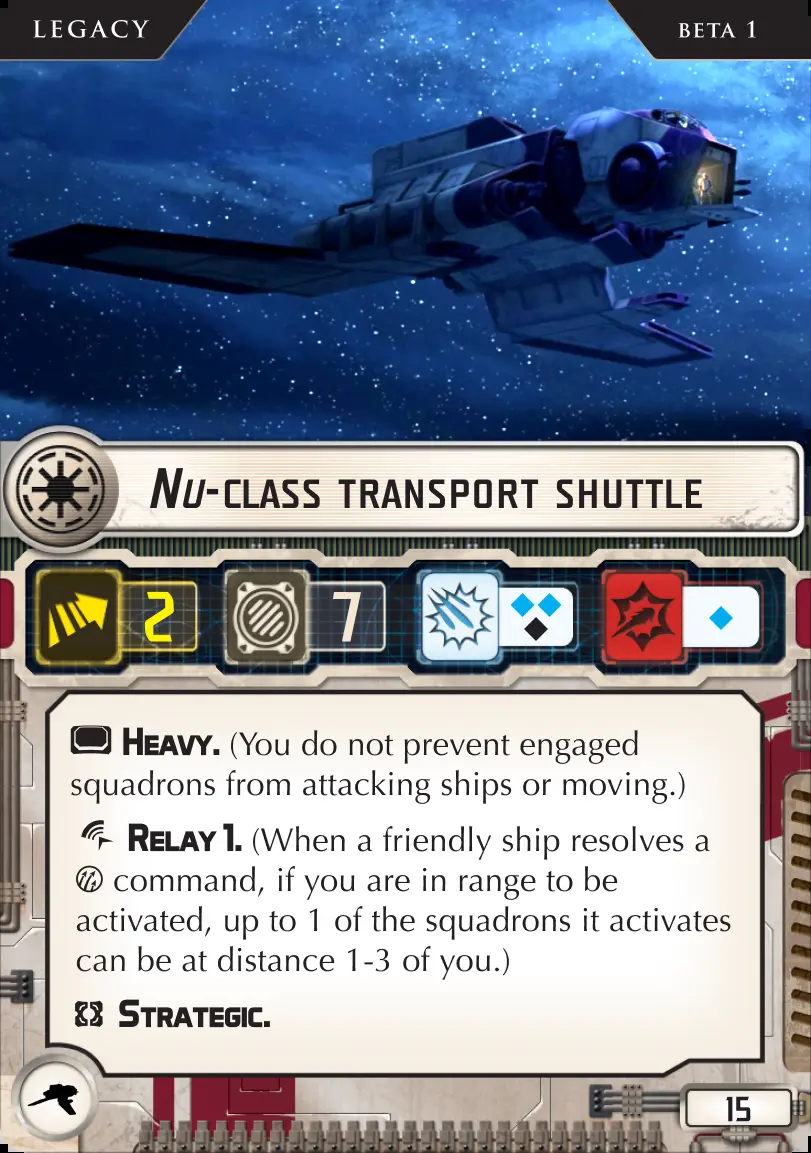 LEGACY
BETA 1
NU-CLASS TRANSPORT SHUTTLE
2
7
HEAVY. (You do not prevent engaged
squadrons from attacking ships or moving.)
RELAY 1. (When a friendly ship resolves a
command, if you are in range to be
activated, up to 1 of the squadrons it activates
can be at distance 1-3 of you.)
STRATEGIC.
15